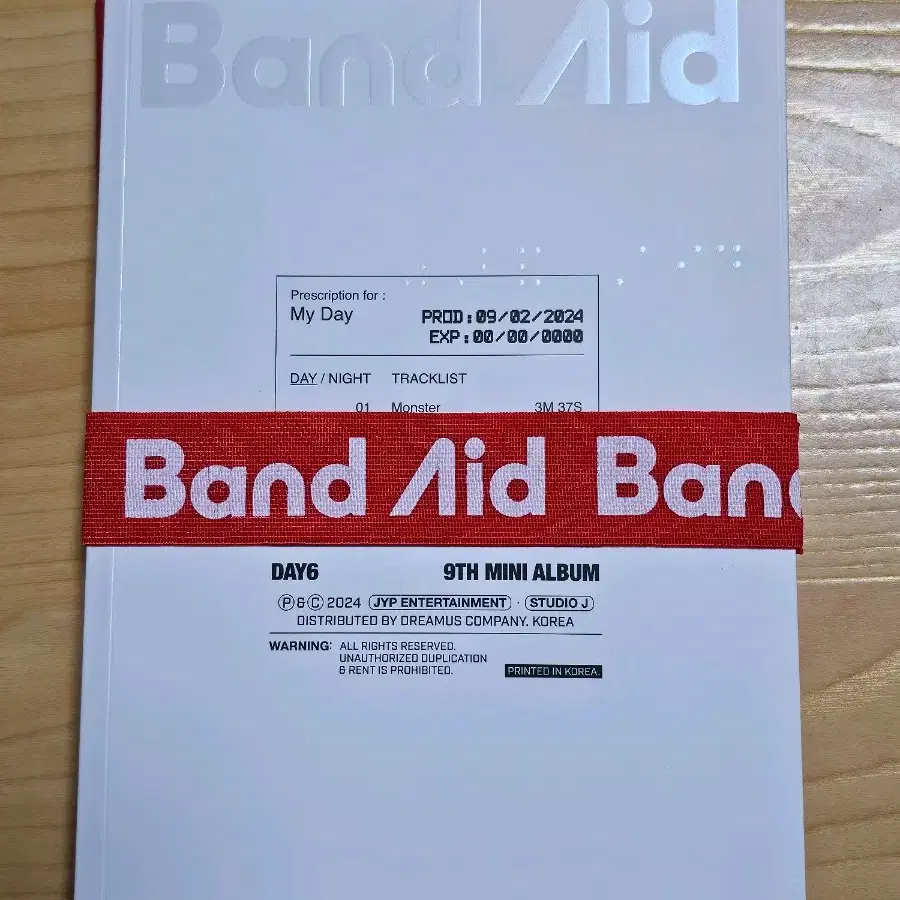 Band Aid
Prescription for :
My Day
PROD:09/02/2024
EXP:00/00/0000
DAY / NIGHT TRACKLIST
01 Monster 3M 37S
Band Aid Band
DAY6 9TH MINI ALBUM
Ⓟ&Ⓒ 2024 JYP ENTERTAINMENT · STUDIO J
DISTRIBUTED BY DREAMUS COMPANY. KOREA
WARNING: ALL RIGHTS RESERVED.
UNAUTHORIZED DUPLICATION
& RENT IS PROHIBITED.
PRINTED IN KOREA.